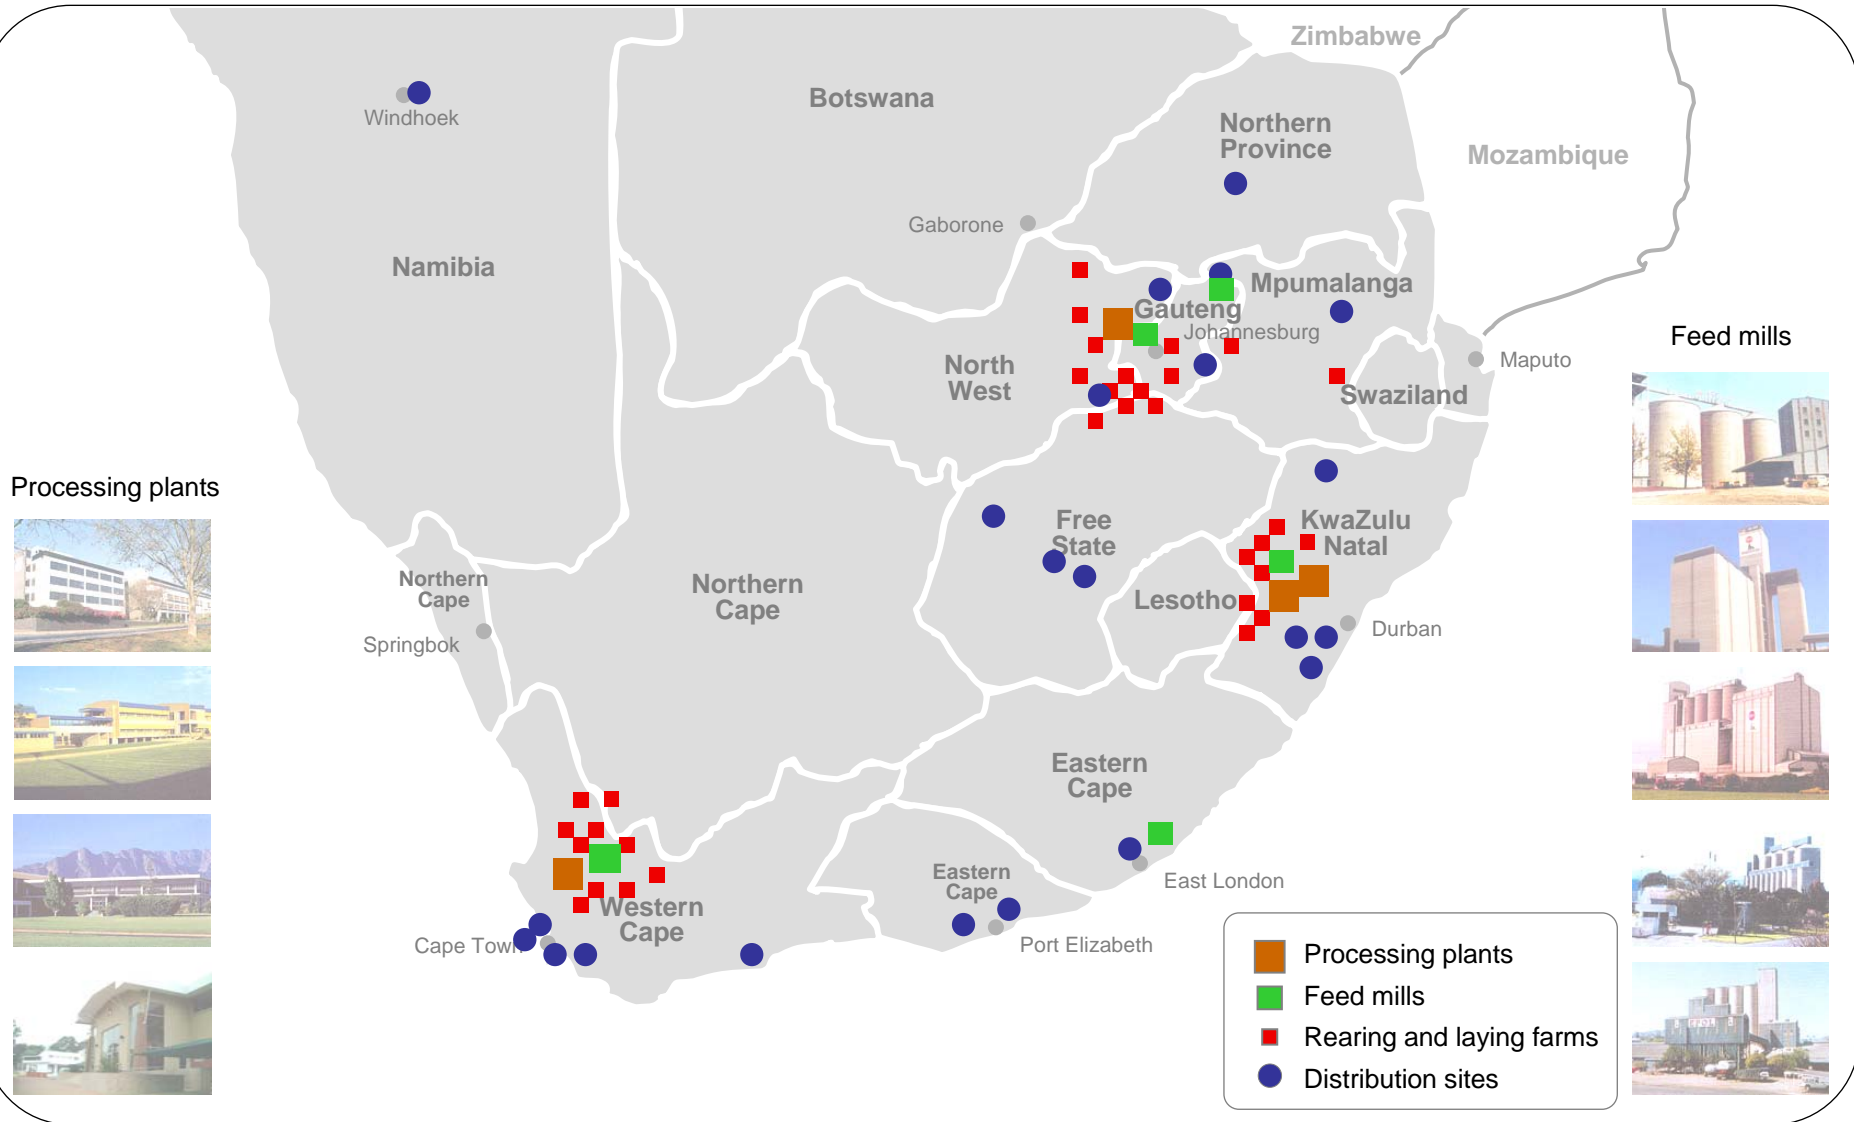 Zimbabwe
Botswana
Windhoek
Northern
Province
Mozambique
Gaborone
Namibia
Mpumalanga
Gauteng
Johannesburg
Feed mills
North
West
Maputo
Swaziland
Processing plants
Free
State
KwaZulu
Natal
Northern
Cape
Northern
Cape
Lesotho
Durban
Springbok
Eastern
Cape
Eastern
Cape
East London
Western
Cape
Cape Town
Port Elizabeth
Processing plants
Feed mills
Rearing and laying farms
Distribution sites